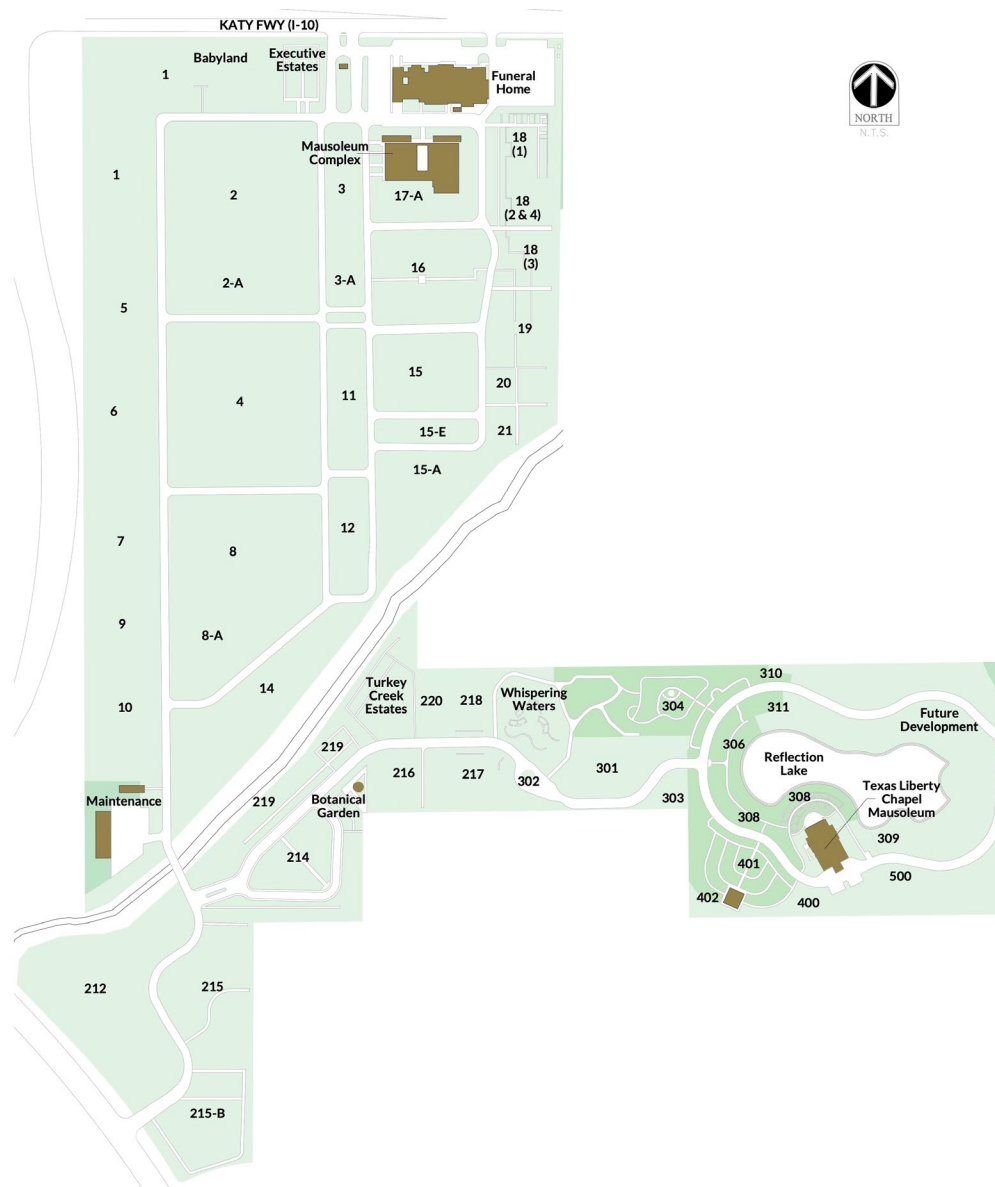 KATY FWY (I-10)
Babyland
Executive
Estates
1
Funeral
Home
NORTH
N.T.S.
Mausoleum
Complex
18
(1)
1
2
3
17-A
18
(2 & 4)
18
(3)
16
2-A
3-A
5
19
15
20
4
11
6
15-E
21
15-A
12
7
8
9
8-A
14
10
Turkey
Creek
Estates
220
218
Whispering
Waters
304
310
311
Future
Development
219
306
Reflection
Lake
216
217
302
301
303
308
Texas Liberty
Chapel
Mausoleum
Maintenance
219
Botanical
Garden
308
309
214
401
500
402
400
212
215
215-B